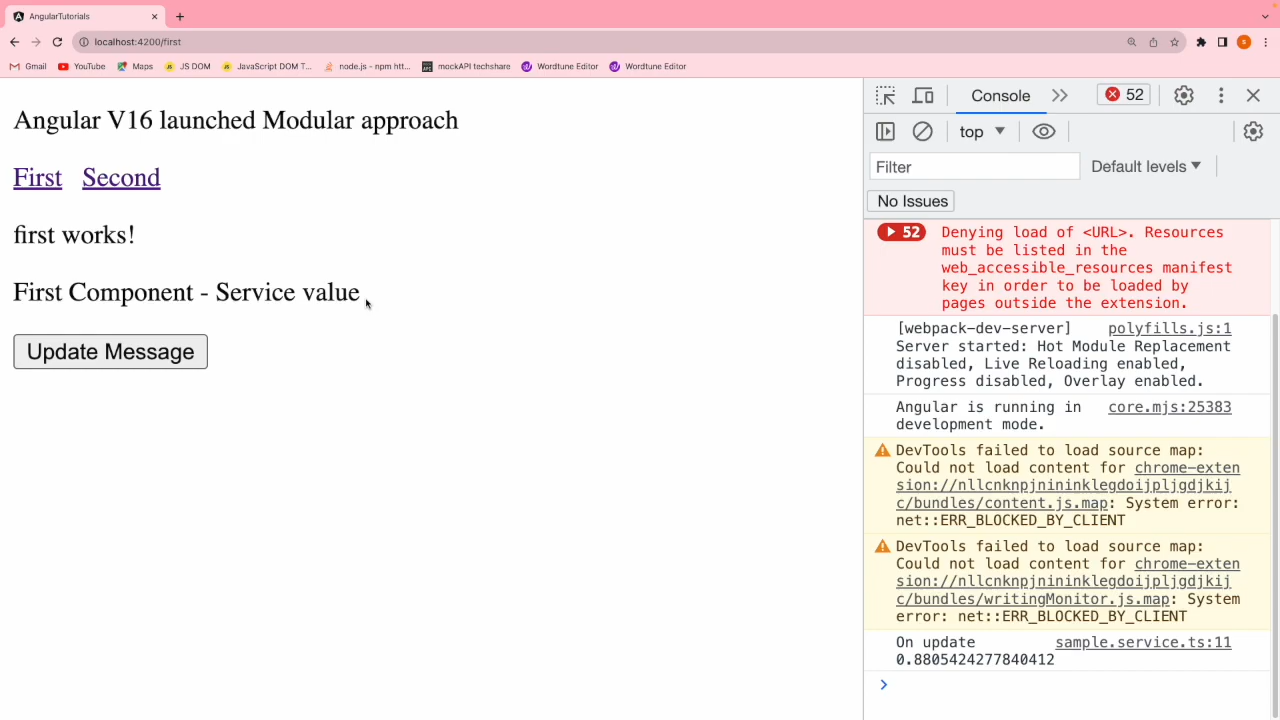 AngularTutorials
localhost:4200/first
Gmail YouTube Maps JS DOM JavaScript DOM T... node.js - npm htt... mockAPI techshare Wordtune Editor Wordtune Editor
Angular V16 launched Modular approach
First Second
first works!
First Component - Service value
Update Message
Console 52
top
Filter Default levels
No Issues
52 Denying load of <URL>. Resources
must be listed in the
web_accessible_resources manifest
key in order to be loaded by
pages outside the extension.
[webpack-dev-server] polyfills.js:1
Server started: Hot Module Replacement
disabled, Live Reloading enabled,
Progress disabled, Overlay enabled.
Angular is running in core.mjs:25383
development mode.
DevTools failed to load source map:
Could not load content for chrome-exten
sion://nllcnknpjnininklegdoijpljgdjkij
c/bundles/content.js.map: System error:
net::ERR_BLOCKED_BY_CLIENT
DevTools failed to load source map:
Could not load content for chrome-exten
sion://nllcnknpjnininklegdoijpljgdjkij
c/bundles/writingMonitor.js.map: System
error: net::ERR_BLOCKED_BY_CLIENT
On update sample.service.ts:11
0.8805424277840412